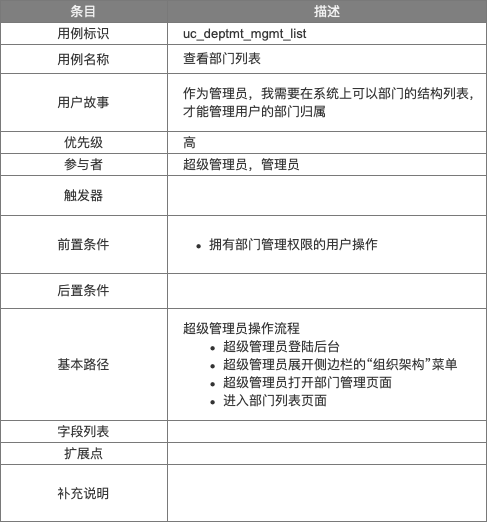 条目 描述
用例标识 uc_deptmt_mgmt_list
用例名称 查看部门列表
用户故事 作为管理员，我需要在系统上可以部门的结构列表，
才能管理用户的部门归属
优先级 高
参与者 超级管理员，管理员
触发器
前置条件 • 拥有部门管理权限的用户操作
后置条件
基本路径 超级管理员操作流程
• 超级管理员登陆后台
• 超级管理员展开侧边栏的“组织架构”菜单
• 超级管理员打开部门管理页面
• 进入部门列表页面
字段列表
扩展点
补充说明